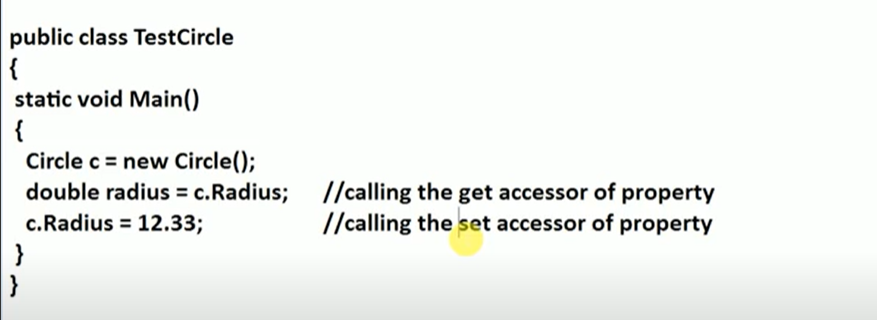 public class TestCircle
{
static void Main()
{
Circle c = new Circle();
double radius = c.Radius; //calling the get accessor of property
c.Radius = 12.33; //calling the set accessor of property
}
}